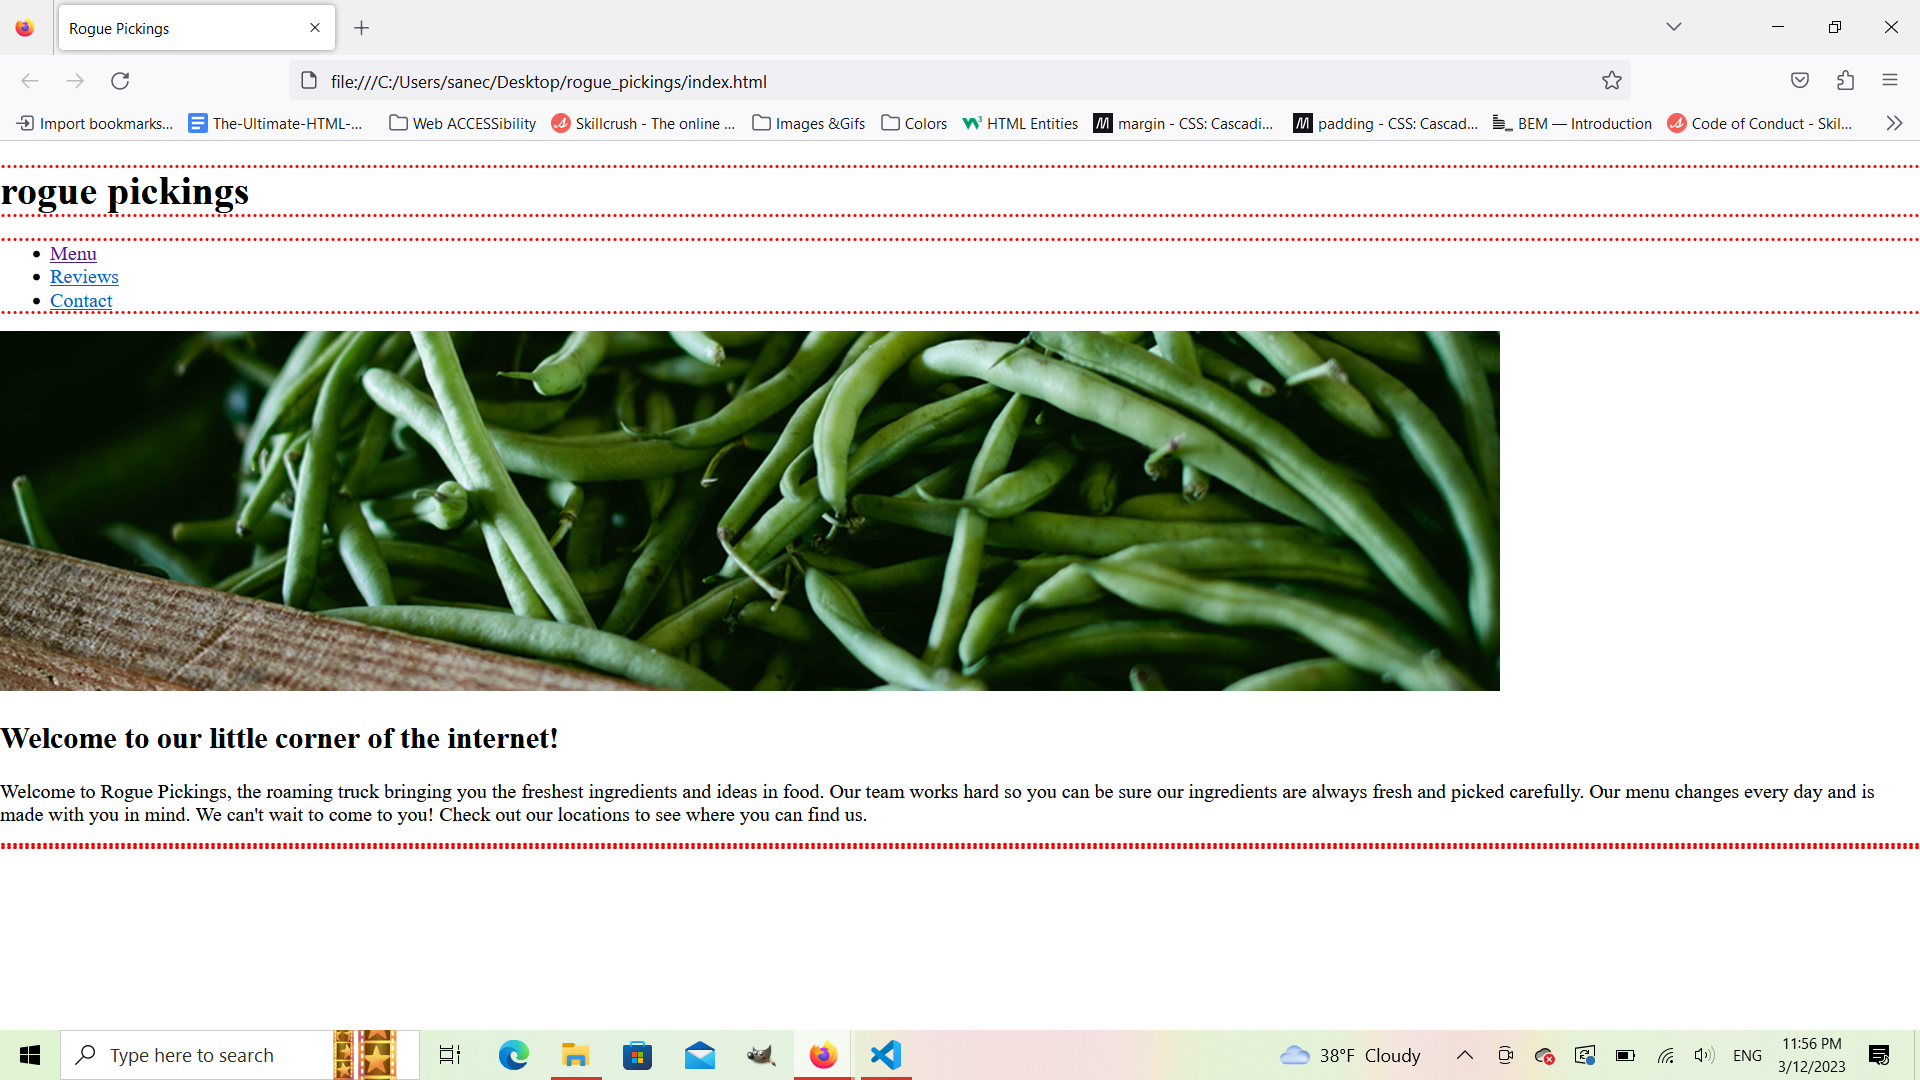 Rogue Pickings
file:///C:/Users/sanec/Desktop/rogue_pickings/index.html
Import bookmarks... The-Ultimate-HTML-... Web ACCESSibility Skillcrush - The online ... Images &Gifs Colors HTML Entities margin - CSS: Cascadi... padding - CSS: Cascad... BEM — Introduction Code of Conduct - Skil...
rogue pickings
Menu
Reviews
Contact
Welcome to our little corner of the internet!
Welcome to Rogue Pickings, the roaming truck bringing you the freshest ingredients and ideas in food. Our team works hard so you can be sure our ingredients are always fresh and picked carefully. Our menu changes every day and is
made with you in mind. We can't wait to come to you! Check out our locations to see where you can find us.
Type here to search
38°F Cloudy
ENG
11:56 PM
3/12/2023